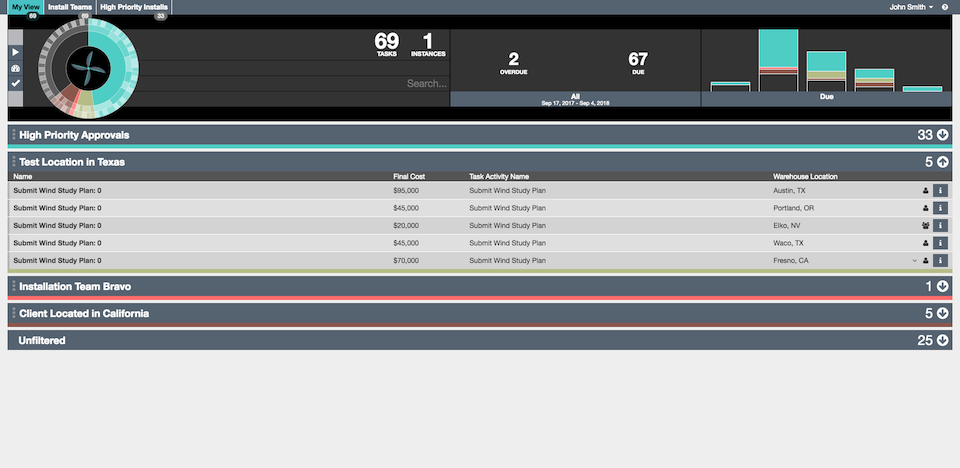 My View Install Teams High Priority Installs John Smith
69 69 33
69 1
TASKS INSTANCES
Search...
2 67
OVERDUE DUE
All
Sep 17, 2017 - Sep 4, 2018
Due
High Priority Approvals 33
Test Location in Texas 5
Name Final Cost Task Activity Name Warehouse Location
Submit Wind Study Plan: 0 $95,000 Submit Wind Study Plan Austin, TX
Submit Wind Study Plan: 0 $45,000 Submit Wind Study Plan Portland, OR
Submit Wind Study Plan: 0 $20,000 Submit Wind Study Plan Elko, NV
Submit Wind Study Plan: 0 $45,000 Submit Wind Study Plan Waco, TX
Submit Wind Study Plan: 0 $70,000 Submit Wind Study Plan Fresno, CA
Installation Team Bravo 1
Client Located in California 5
Unfiltered 25